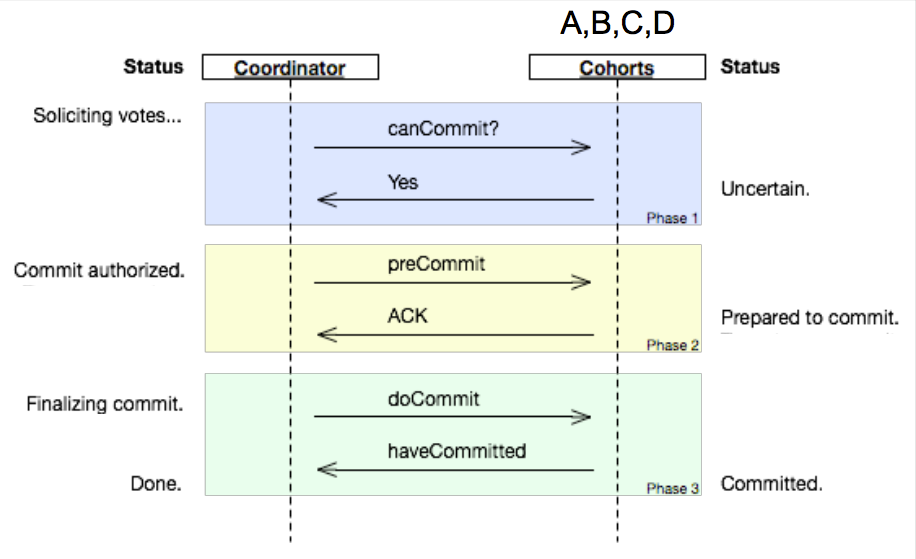 A,B,C,D
Status Coordinator Cohorts Status
Soliciting votes...
canCommit?
Yes
Uncertain.
Phase 1
Commit authorized.
preCommit
ACK
Prepared to commit.
Phase 2
Finalizing commit.
doCommit
haveCommitted
Done.
Phase 3
Committed.